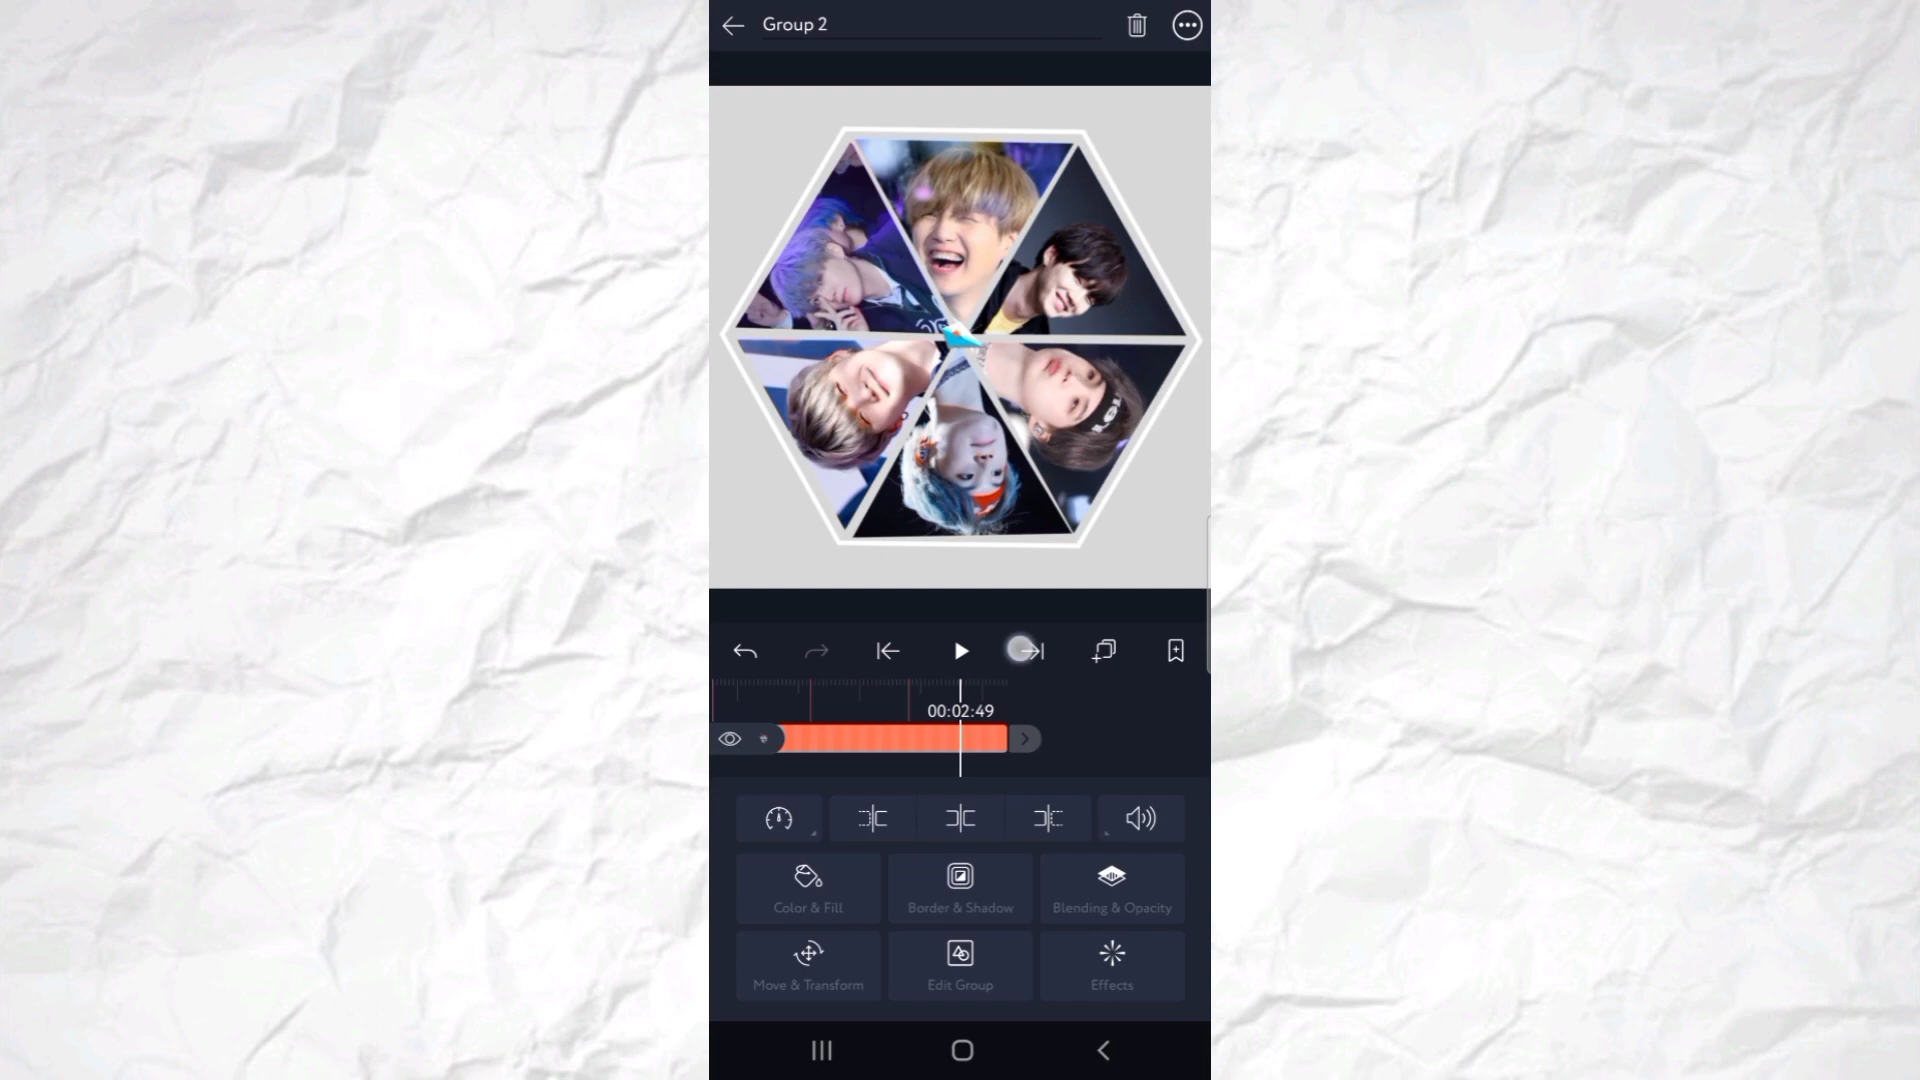 Group 2
00:02:49
Color & Fill
Border & Shadow
Blending & Opacity
Move & Transform
Edit Group
Effects